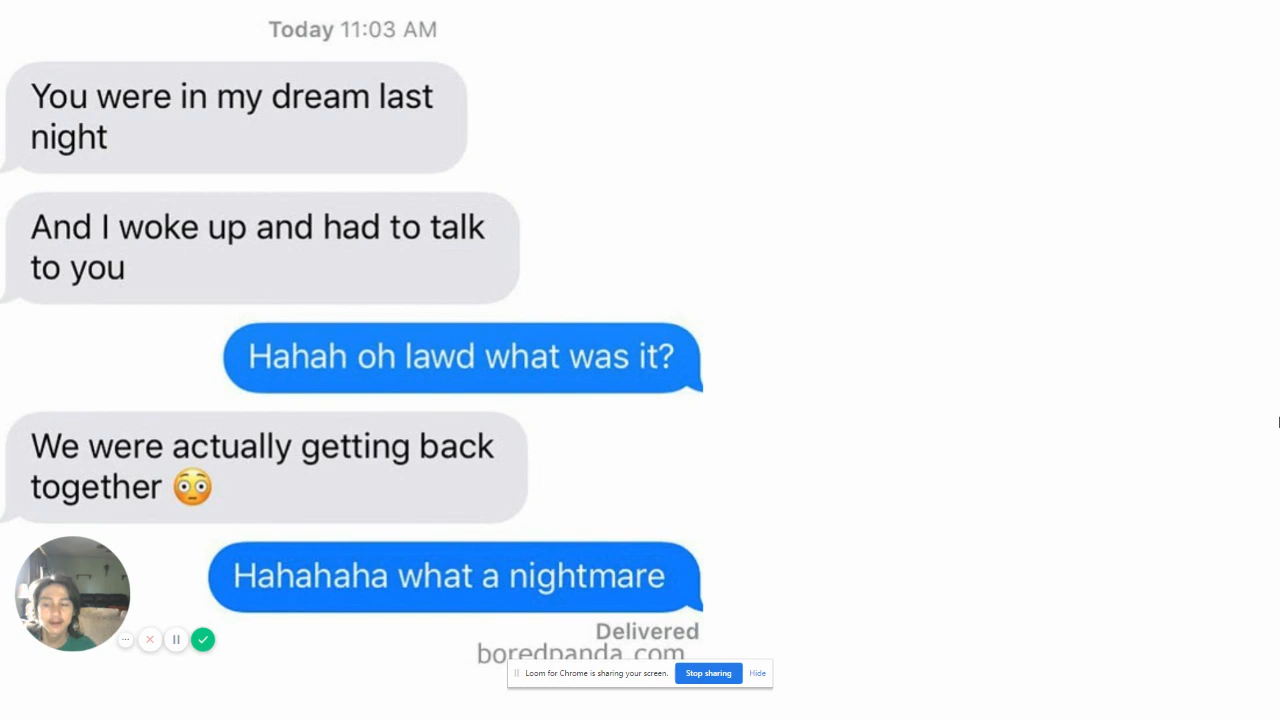 Today 11:03 AM
You were in my dream last
night
And I woke up and had to talk
to you
Hahah oh lawd what was it?
We were actually getting back
together 😳
Hahahaha what a nightmare
Delivered
boredpanda.com
Loom for Chrome is sharing your screen. Stop sharing Hide